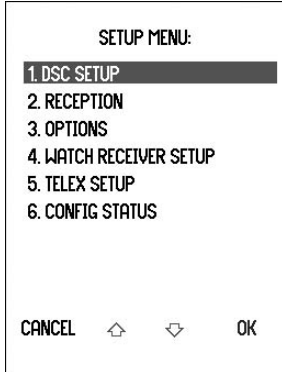 SETUP MENU:
1. DSC SETUP
2. RECEPTION
3. OPTIONS
4. WATCH RECEIVER SETUP
5. TELEX SETUP
6. CONFIG STATUS
CANCEL OK